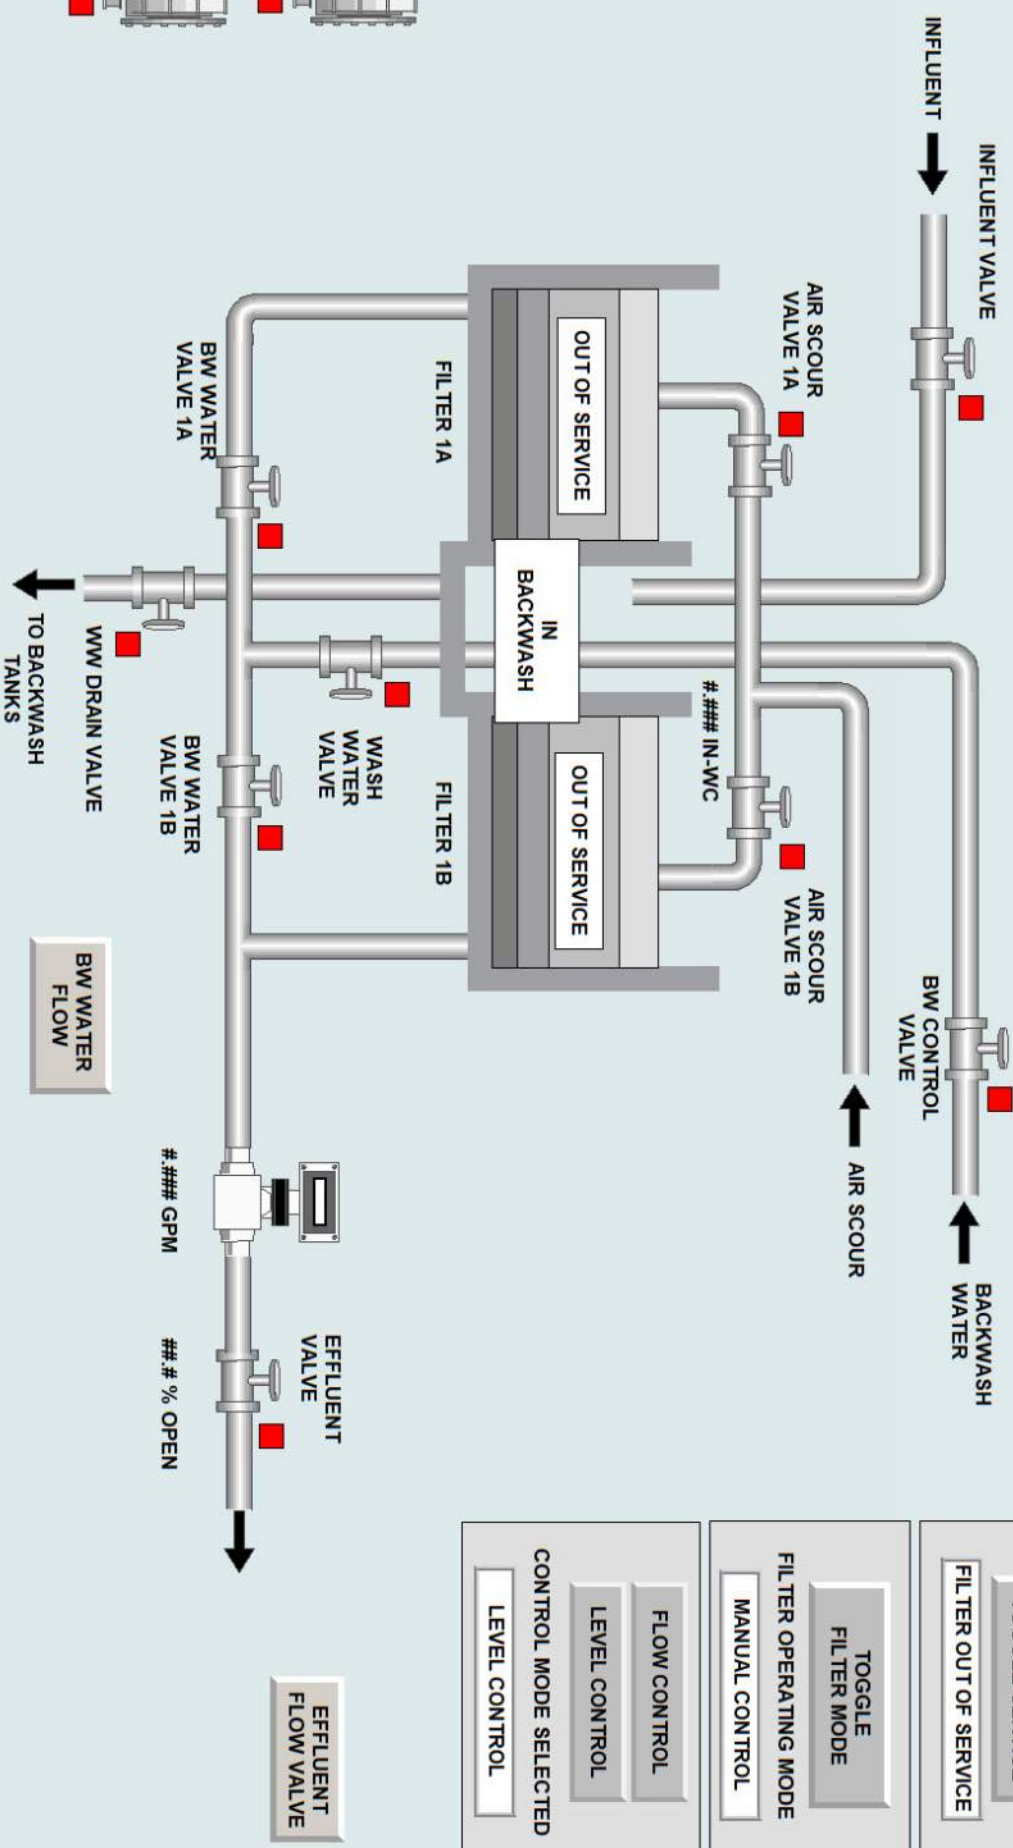 INFLUENT
INFLUENT VALVE
BW CONTROL
VALVE
BACKWASH
WATER
AIR SCOUR
AIR SCOUR
VALVE 1A
AIR SCOUR
VALVE 1B
#.### IN-WC
OUT OF SERVICE
IN
BACKWASH
OUT OF SERVICE
FILTER 1A
FILTER 1B
WASH
WATER
VALVE
BW WATER
VALVE 1A
BW WATER
VALVE 1B
WW DRAIN VALVE
TO BACKWASH
TANKS
BW WATER
FLOW
#.### GPM
EFFLUENT
VALVE
##.# % OPEN
EFFLUENT
FLOW VALVE
FILTER OUT OF SERVICE
TOGGLE
FILTER MODE
FILTER OPERATING MODE
MANUAL CONTROL
FLOW CONTROL
LEVEL CONTROL
CONTROL MODE SELECTED
LEVEL CONTROL